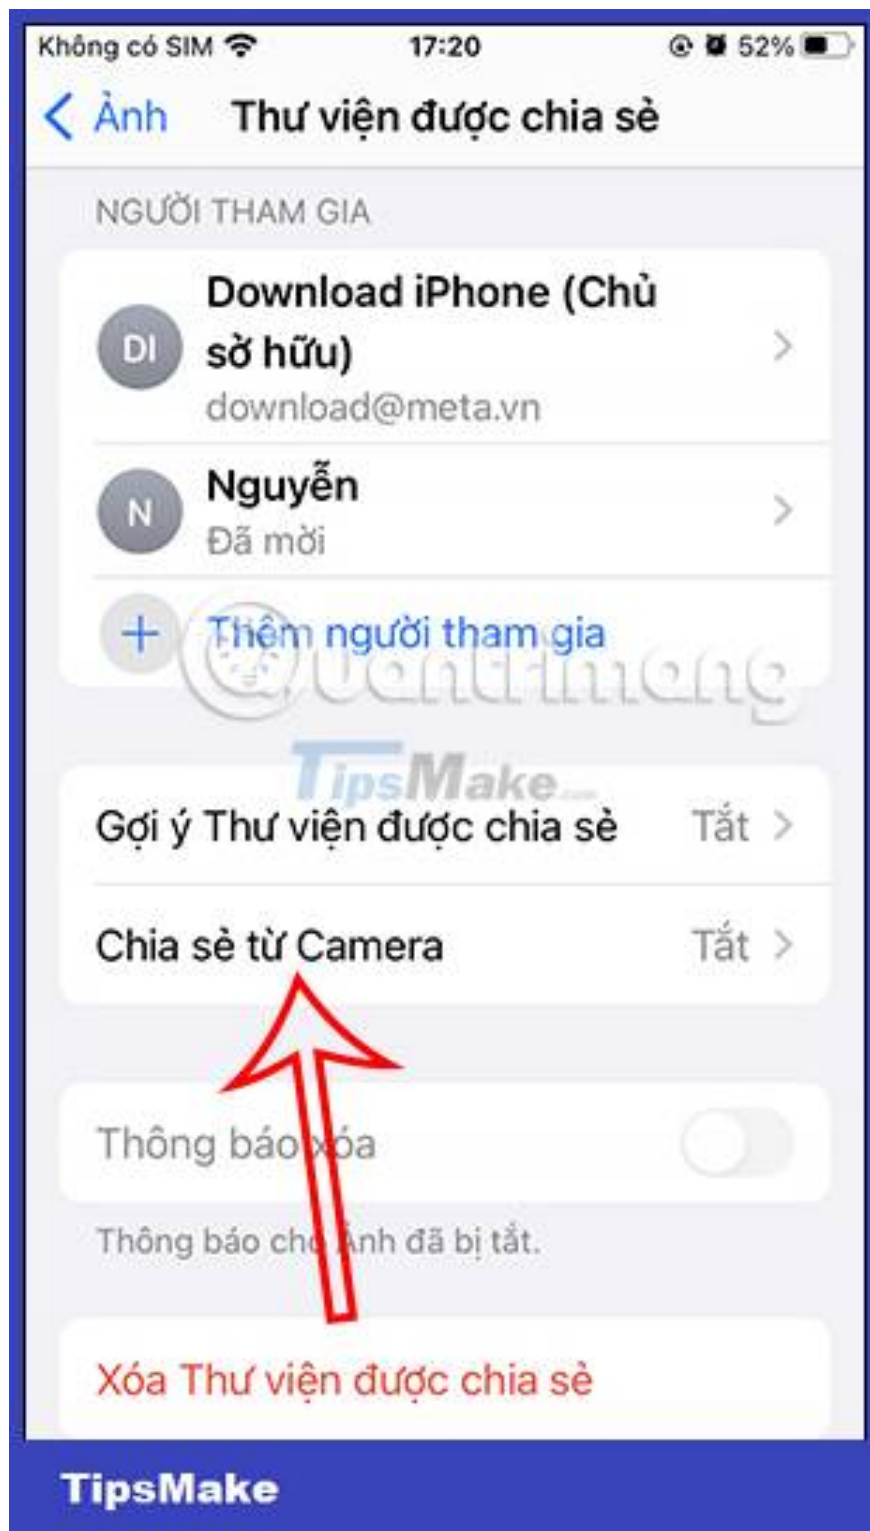 Không có SIM 17:20 52%
Ảnh Thư viện được chia sẻ
NGƯỜI THAM GIA
DI
Download iPhone (Chủ
sở hữu)
download@meta.vn
N
Nguyễn
Đã mời
Thêm người tham gia
Quantrimang
TipsMake.com
Gợi ý Thư viện được chia sẻ Tắt
Chia sẻ từ Camera Tắt
Thông báo xóa
Thông báo cho Ảnh đã bị tắt.
Xóa Thư viện được chia sẻ
TipsMake